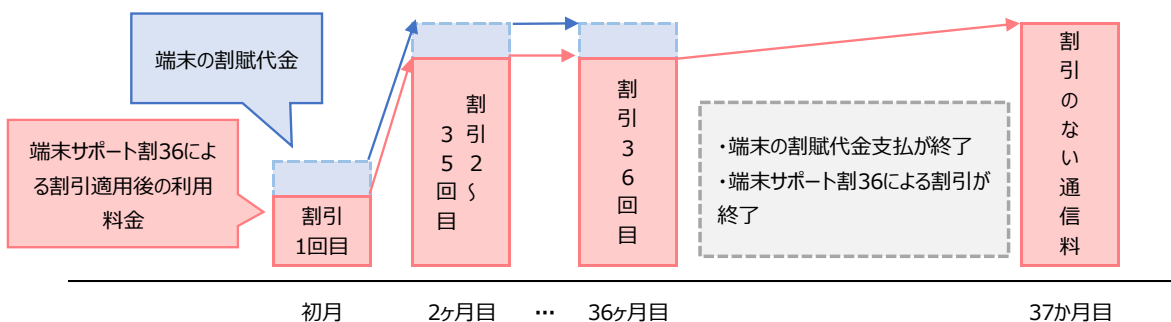 端末の割賦代金
端末サポート割36によ
る割引適用後の利用
料金
割引
1回目
割引2～
35回目
割引36回目
・端末の割賦代金支払が終了
・端末サポート割36による割引が
終了
割引のない通信料
初月
2ヶ月目
…
36ヶ月目
37か月目